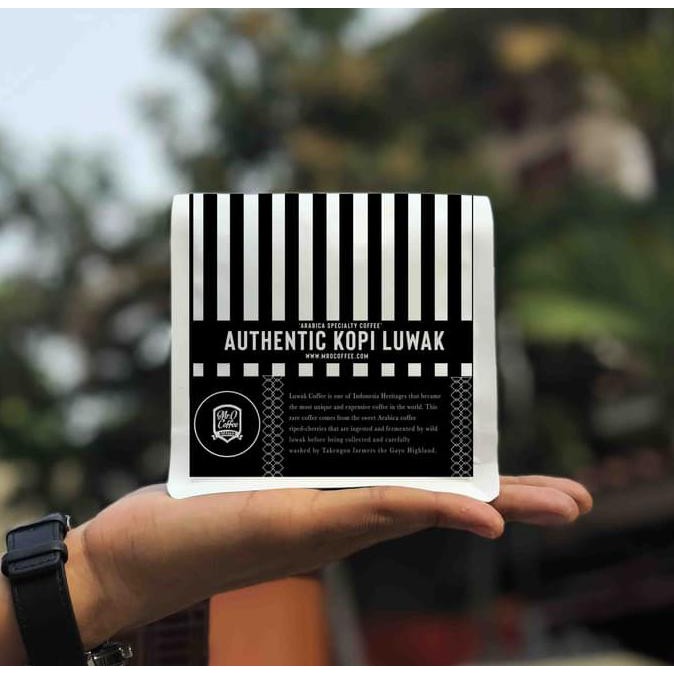 'ARABICA SPECIALTY COFFEE'
AUTHENTIC KOPI LUWAK
WWW.MROCOFFEE.COM
Mr.O
Coffee
ROASTER
Luwak Coffee is one of Indonesia Heritages that became
the most unique and expensive coffee in the world. This
rare coffee comes from the sweet Arabica coffee
riped-cherries that are ingested and fermented by wild
luwak before being collected and carefully
washed by Takengon farmers the Gayo Highland.